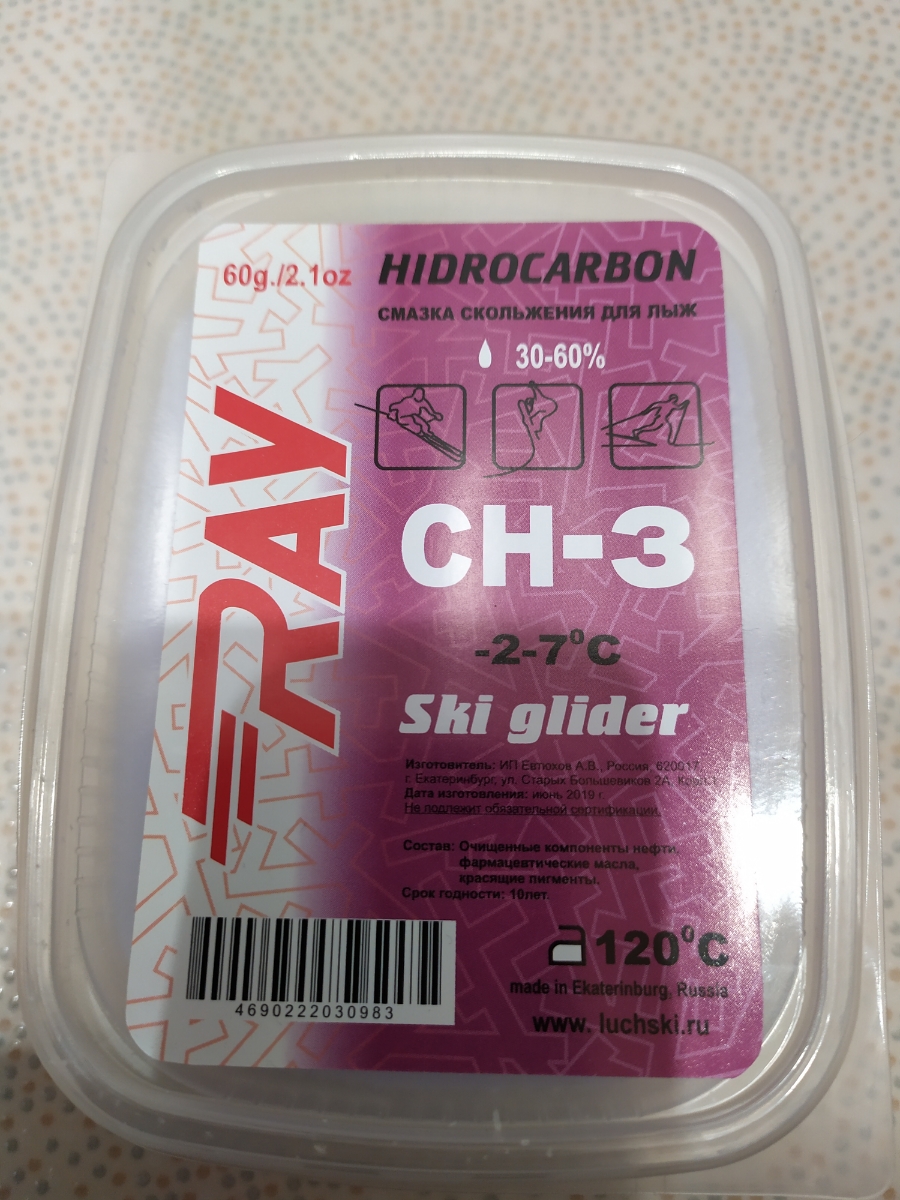 60g./2.1oz
HIDROCARBON
СМАЗКА СКОЛЬЖЕНИЯ ДЛЯ ЛЫЖ
30-60%
RAY
CH-3
-2-7⁰C
Ski glider
Изготовитель: ИП Евтюхов А.В., Россия, 620017,
г. Екатеринбург, ул. Старых Большевиков 2А,
Дата изготовления: июнь 2019 г.
Не подлежит обязательной сертификации.
Состав: Очищенные компоненты нефти,
фармацевтические масла,
красящие пигменты.
Срок годности: 10лет.
120⁰C
made in Ekaterinburg, Russia
www. luchski.ru
4690222030983